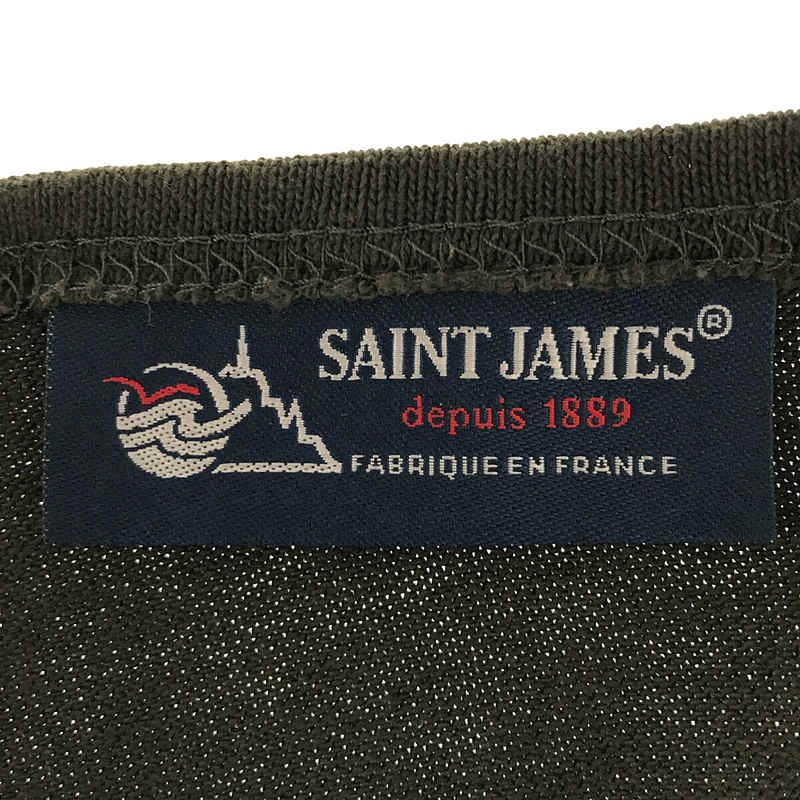 SAINT JAMES®
depuis 1889
FABRIQUE EN FRANCE